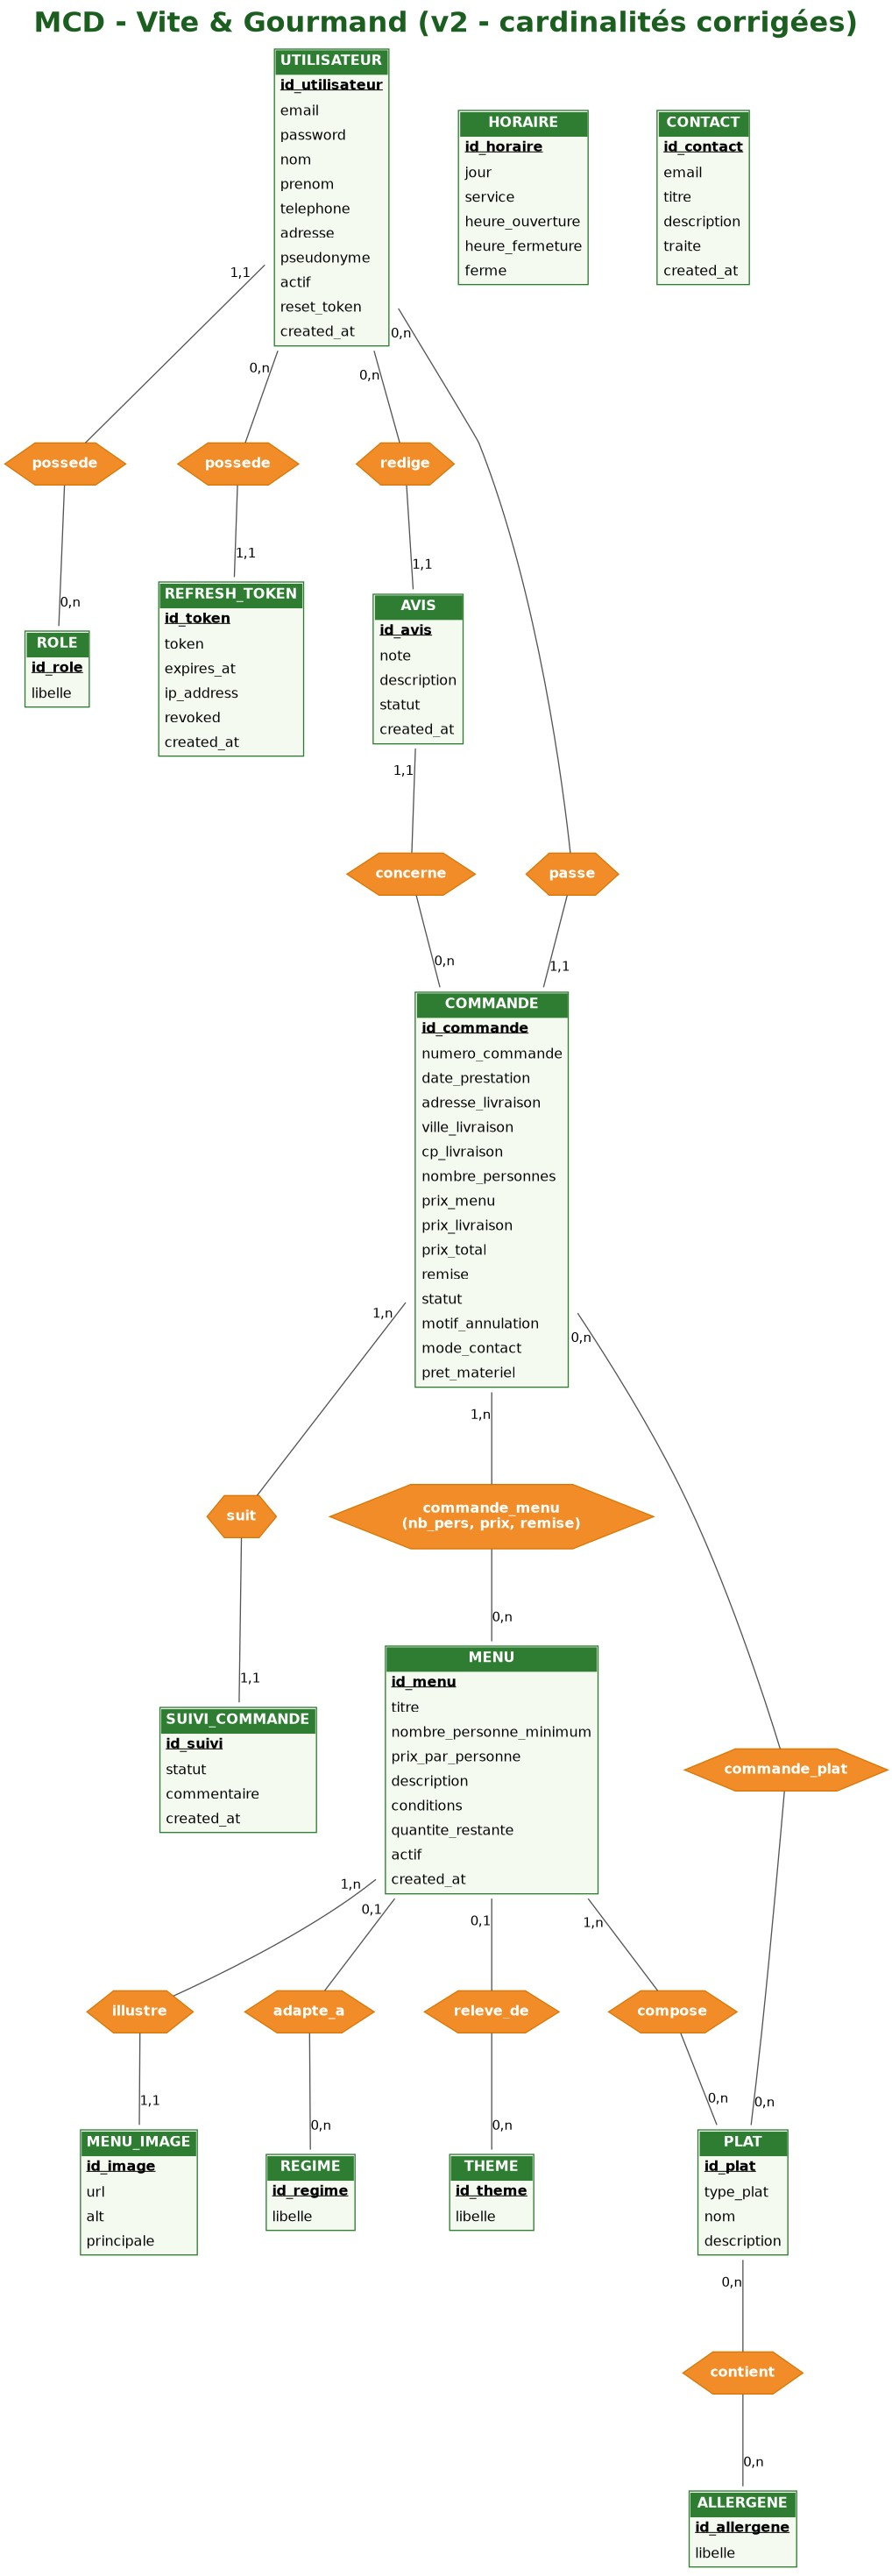 MCD - Vite & Gourmand (v2 - cardinalités corrigées)
UTILISATEUR
id_utilisateur
email
password
nom
prenom
telephone
adresse
pseudonyme
actif
reset_token
created_at
HORAIRE
id_horaire
jour
service
heure_ouverture
heure_fermeture
ferme
CONTACT
id_contact
email
titre
description
traite
created_at
1,1
0,n
0,n
0,n
possede
possede
redige
0,n
1,1
1,1
ROLE
id_role
libelle
REFRESH_TOKEN
id_token
token
expires_at
ip_address
revoked
created_at
AVIS
id_avis
note
description
statut
created_at
1,1
concerne
passe
0,n
1,1
COMMANDE
id_commande
numero_commande
date_prestation
adresse_livraison
ville_livraison
cp_livraison
nombre_personnes
prix_menu
prix_livraison
prix_total
remise
statut
motif_annulation
mode_contact
pret_materiel
1,n
1,n
0,n
suit
commande_menu
(nb_pers, prix, remise)
1,1
0,n
SUIVI_COMMANDE
id_suivi
statut
commentaire
created_at
MENU
id_menu
titre
nombre_personne_minimum
prix_par_personne
description
conditions
quantite_restante
actif
created_at
commande_plat
1,n
0,1
0,1
1,n
illustre
adapte_a
releve_de
compose
1,1
0,n
0,n
0,n
0,n
MENU_IMAGE
id_image
url
alt
principale
REGIME
id_regime
libelle
THEME
id_theme
libelle
PLAT
id_plat
type_plat
nom
description
0,n
contient
0,n
ALLERGENE
id_allergene
libelle